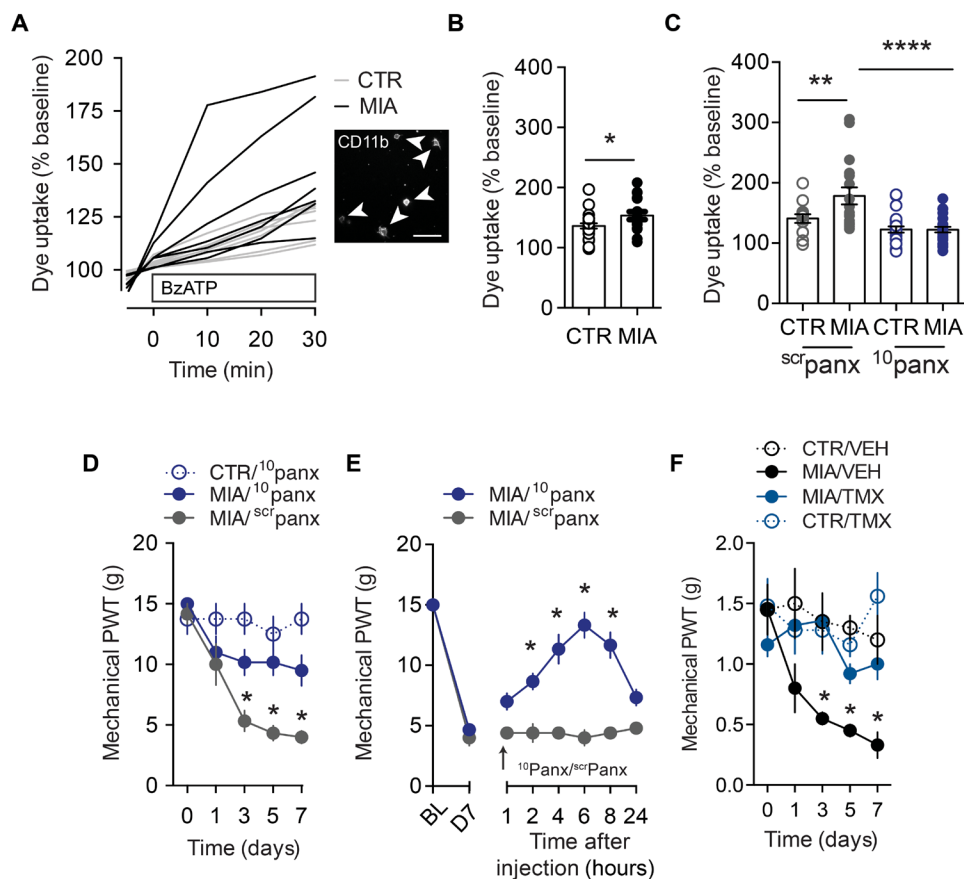 A
Dye uptake (% baseline)
200
175
150
125
100
CTR
MIA
CD11b
BzATP
0 10 20 30
Time (min)
B
Dye uptake (% baseline)
400
300
200
100
0
*
CTR MIA
C
Dye uptake (% baseline)
400
300
200
100
0
**
****
CTR MIA CTR MIA
scrpanx 10panx
D
CTR/10panx
MIA/10panx
MIA/scrpanx
Mechanical PWT (g)
20
15
10
5
0
* * *
0 1 3 5 7
Time (days)
E
MIA/10panx
MIA/scrpanx
Mechanical PWT (g)
20
15
10
5
0
* * * * *
10Panx/scrPanx
BL D7 1 2 4 6 8 24
Time after
injection (hours)
F
CTR/VEH
MIA/VEH
MIA/TMX
CTR/TMX
Mechanical PWT (g)
2.0
1.5
1.0
0.5
0.0
* * *
0 1 3 5 7
Time (days)